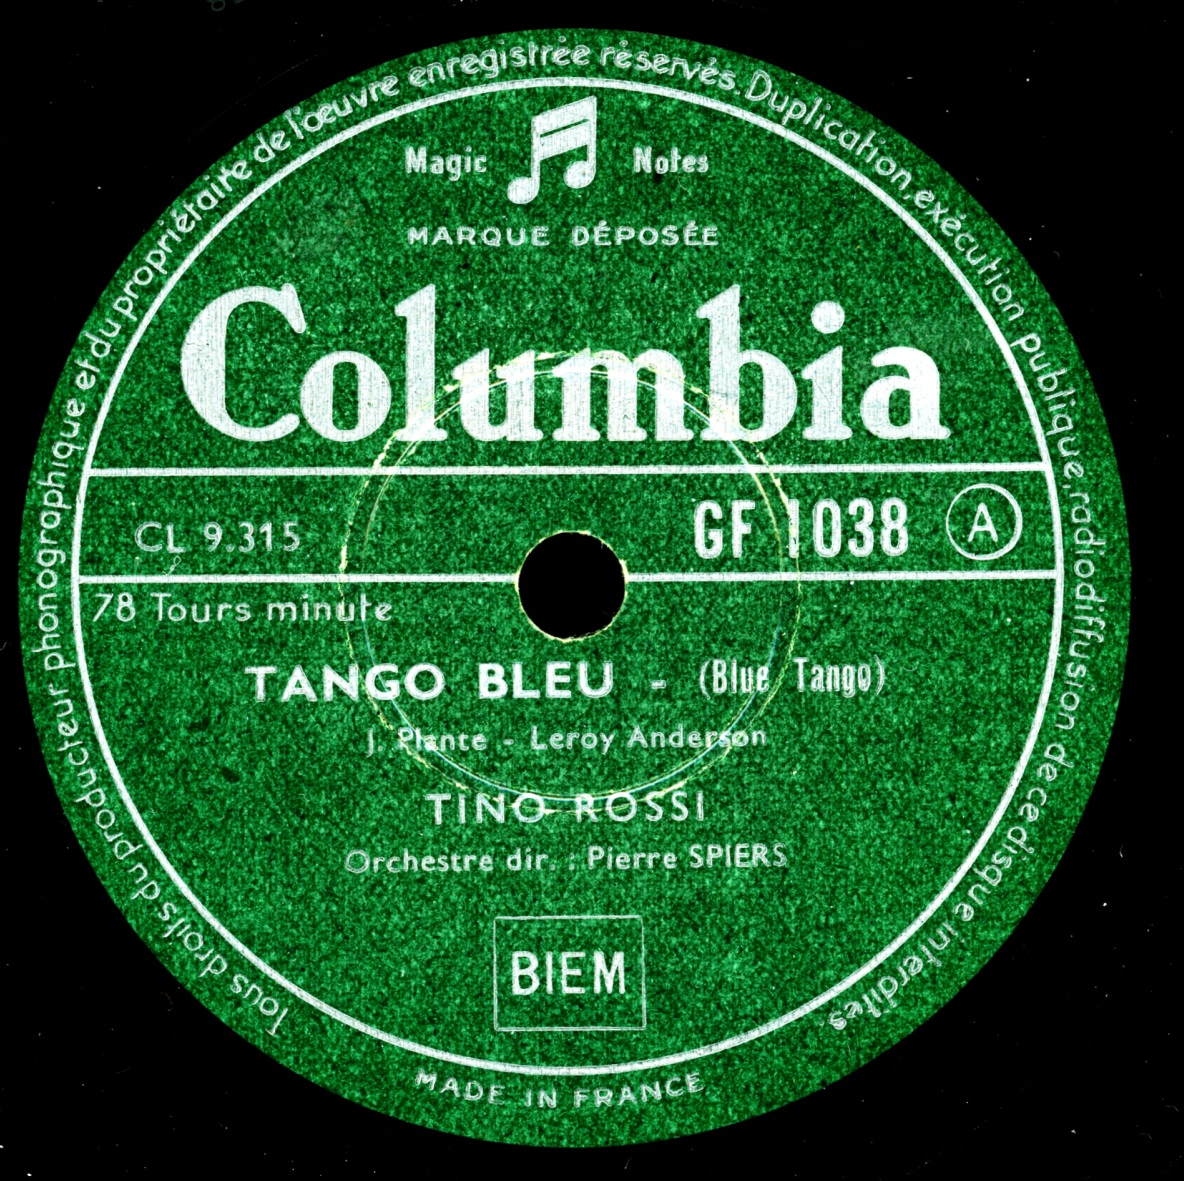 Tous droits du producteur phonographique et du propriétaire de l'œuvre enregistrée réservés. Duplication, exécution publique, radiodiffusion de ce disque interdites.
Magic Notes
MARQUE DÉPOSÉE
Columbia
CL 9.315 GF 1038 A
78 Tours minute
TANGO BLEU - (Blue Tango)
J. Plante - Leroy Anderson
TINO ROSSI
Orchestre dir. : Pierre SPIERS
BIEM
MADE IN FRANCE